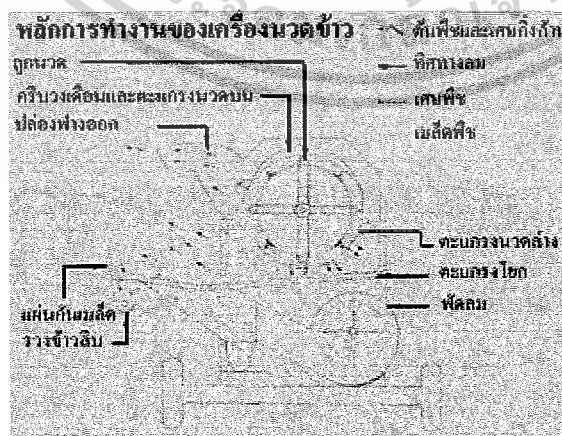 หลักการทำงานของเครื่องนวดข้าว
ต้นพืชและเศษกิ่งก้าน
ลูกนวด
ทิศทางลม
ครีบวงเดือนและตะแกรงนวดบน
เศษพืช
ปล่องฟางออก
เมล็ดพืช
ตะแกรงนวดล่าง
ตะแกรงโยก
พัดลม
แผ่นกันเมล็ด
รางข้าวลีบ